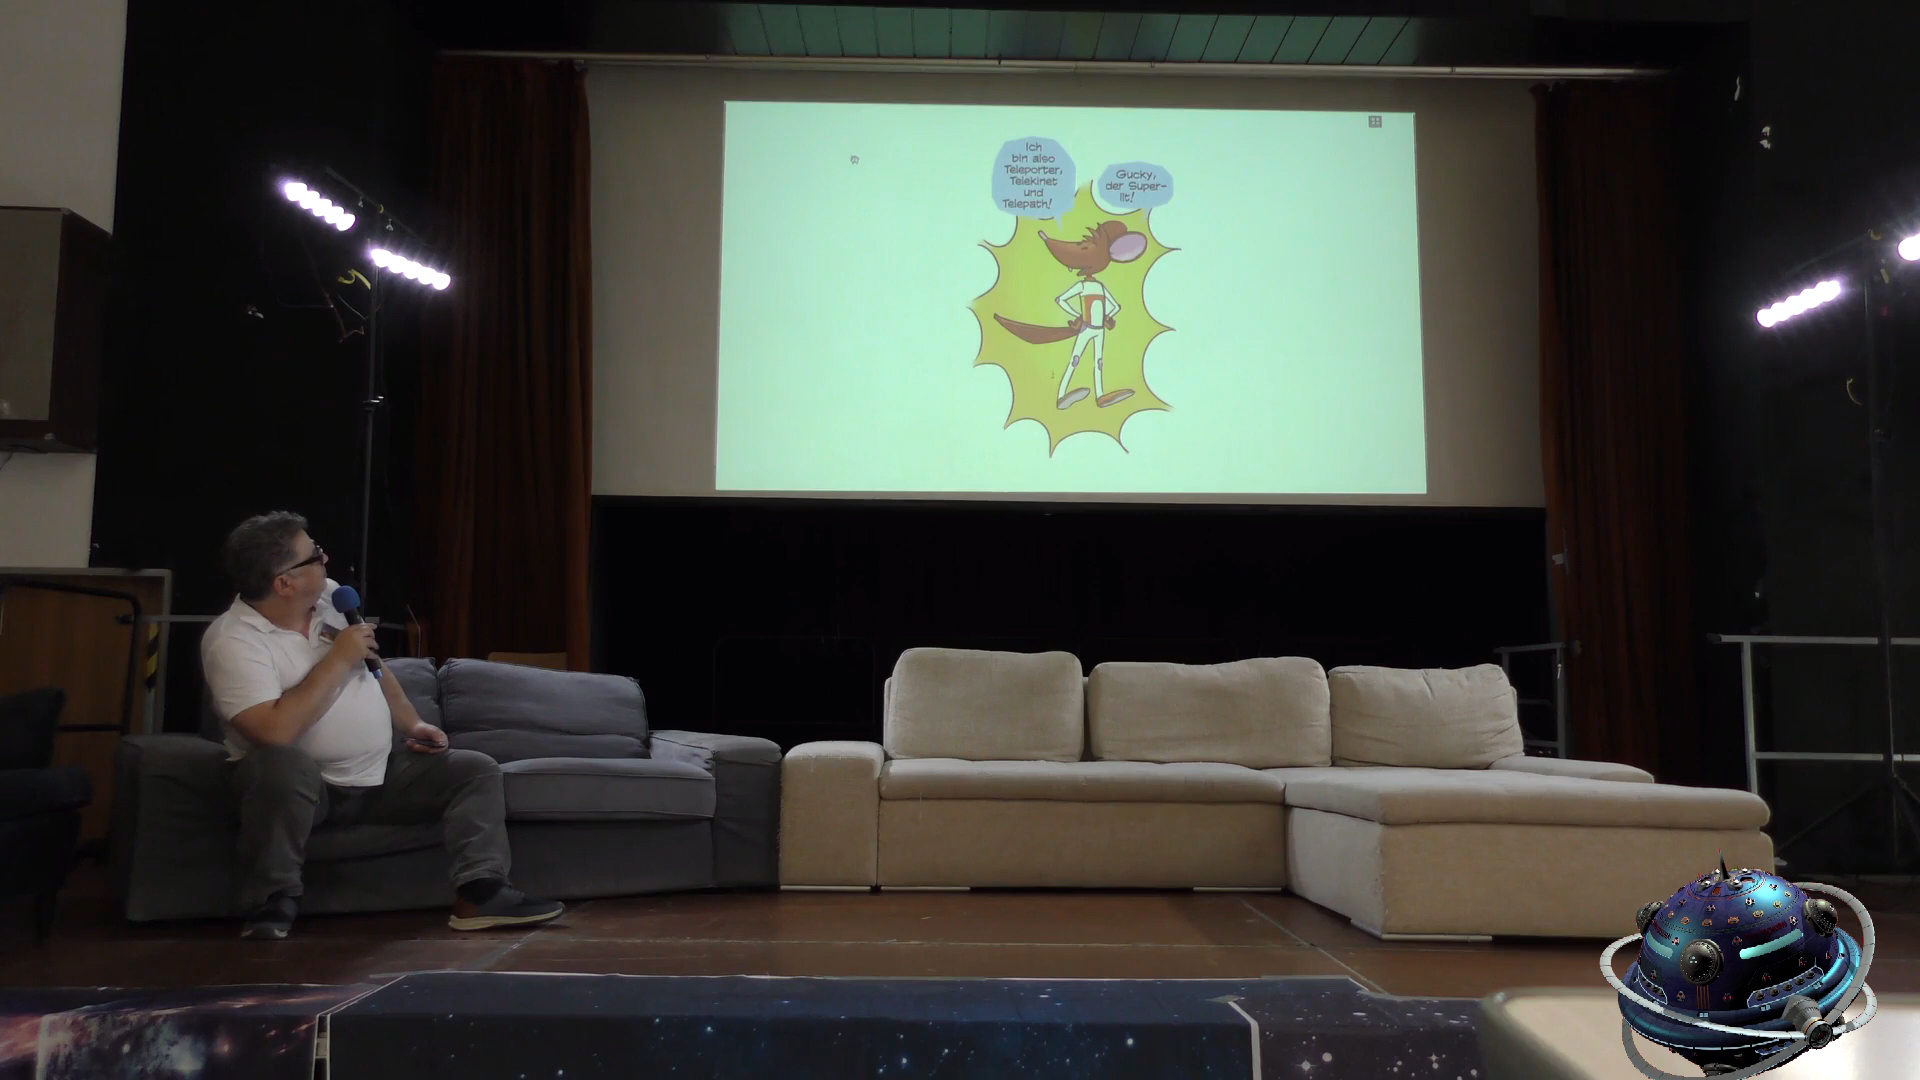 Ich
bin also
Teleporter,
Telekinet
und
Telepath!
Gucky,
der Super-
Ilt!